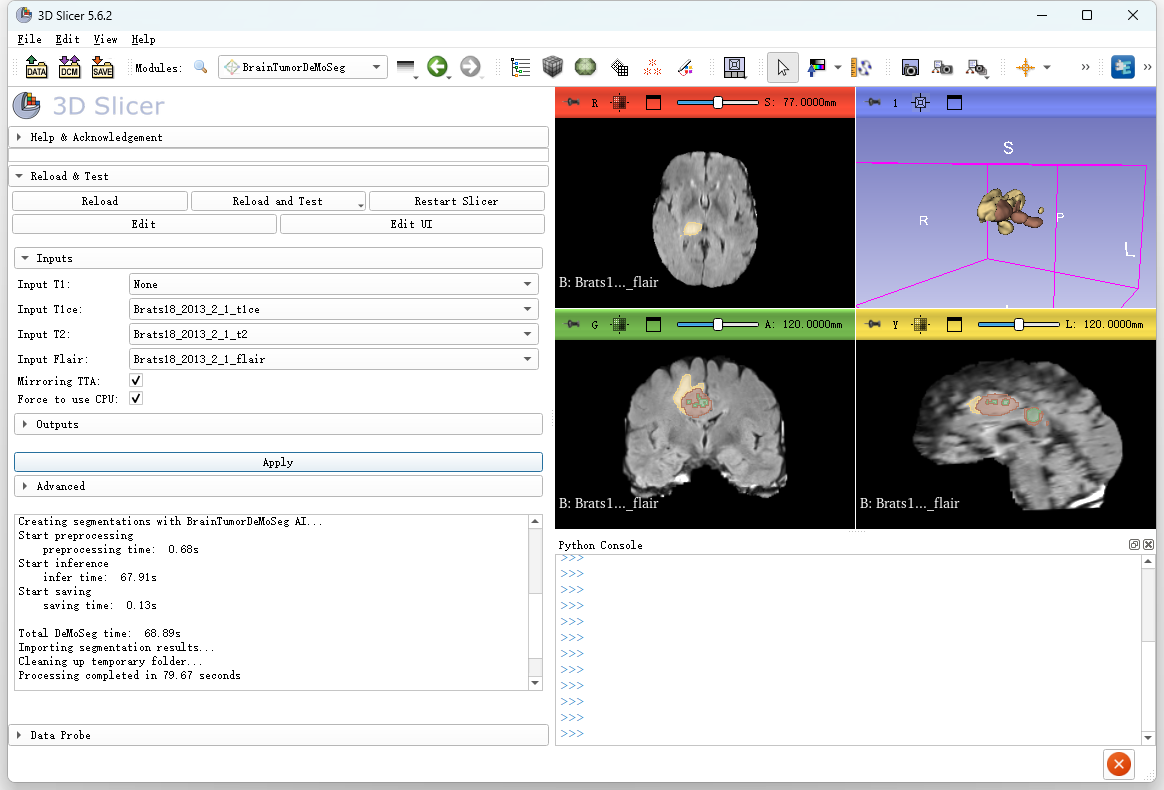 3D Slicer 5.6.2
File Edit View Help
DATA DCM SAVE Modules: BrainTumorDeMoSeg
3D Slicer
Help & Acknowledgement
Reload & Test
Reload Reload and Test Restart Slicer
Edit Edit UI
Inputs
Input T1: None
Input T1ce: Brats18_2013_2_1_t1ce
Input T2: Brats18_2013_2_1_t2
Input Flair: Brats18_2013_2_1_flair
Mirroring TTA:
Force to use CPU:
Outputs
Apply
Advanced
Creating segmentations with BrainTumorDeMoSeg AI...
Start preprocessing
preprocessing time: 0.68s
Start inference
infer time: 67.91s
Start saving
saving time: 0.13s
Total DeMoSeg time: 68.89s
Importing segmentation results...
Cleaning up temporary folder...
Processing completed in 79.67 seconds
Data Probe
R S: 77.0000mm
B: Brats1..._flair
1
S
R
P
L
G A: 120.0000mm
B: Brats1..._flair
Y L: 120.0000mm
B: Brats1..._flair
Python Console
>>>
>>>
>>>
>>>
>>>
>>>
>>>
>>>
>>>
>>>
>>>
>>>